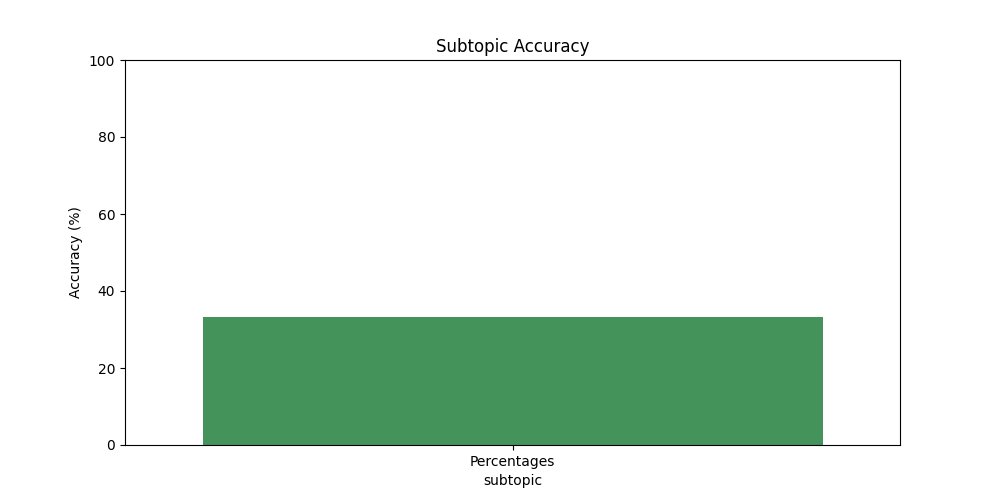 Subtopic Accuracy
100
80
60
40
20
0
Accuracy (%)
Percentages
subtopic